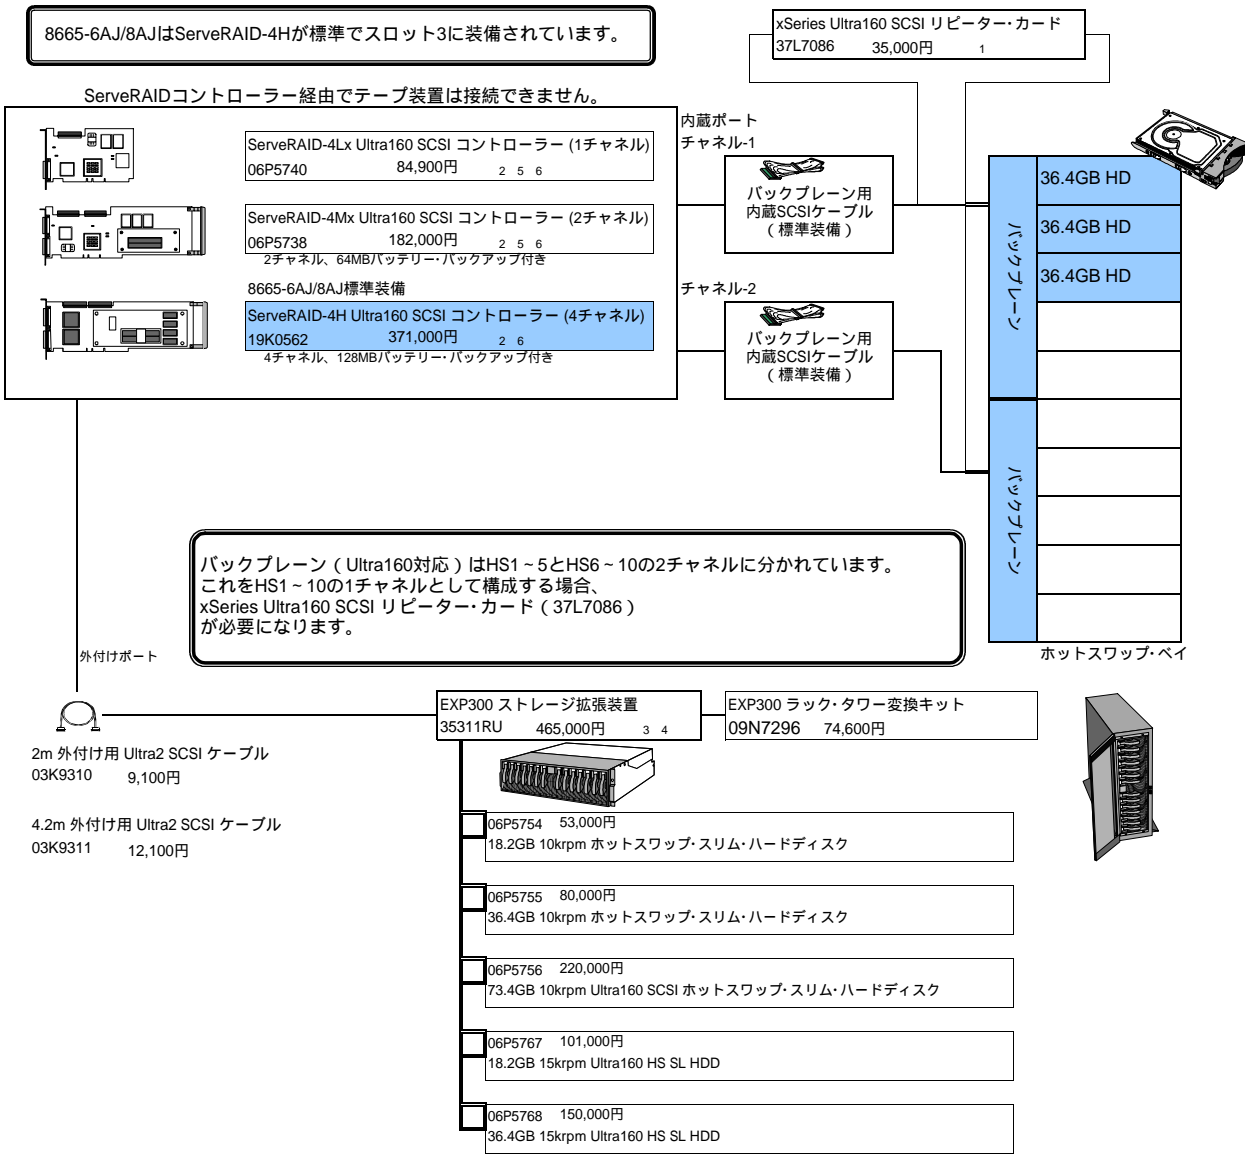 8665-6AJ/8AJはServeRAID-4Hが標準でスロット3に装備されています。
xSeries Ultra160 SCSI リピーター・カード
37L7086 35,000円 1
ServeRAIDコントローラー経由でテープ装置は接続できません。
ServeRAID-4Lx Ultra160 SCSI コントローラー (1チャネル)
06P5740 84,900円 2 5 6
ServeRAID-4Mx Ultra160 SCSI コントローラー (2チャネル)
06P5738 182,000円 2 5 6
2チャネル、64MBバッテリー・バックアップ付き
8665-6AJ/8AJ標準装備
ServeRAID-4H Ultra160 SCSI コントローラー (4チャネル)
19K0562 371,000円 2 6
4チャネル、128MBバッテリー・バックアップ付き
内蔵ポート
チャネル-1
バックプレーン用
内蔵SCSIケーブル
(標準装備)
チャネル-2
バックプレーン用
内蔵SCSIケーブル
(標準装備)
バックプレーン
36.4GB HD
36.4GB HD
36.4GB HD
バックプレーン
ホットスワップ・ベイ
バックプレーン(Ultra160対応)はHS1~5とHS6~10の2チャネルに分かれています。
これをHS1~10の1チャネルとして構成する場合、
xSeries Ultra160 SCSI リピーター・カード(37L7086)
が必要になります。
外付けポート
2m 外付け用 Ultra2 SCSI ケーブル
03K9310 9,100円
4.2m 外付け用 Ultra2 SCSI ケーブル
03K9311 12,100円
EXP300 ストレージ拡張装置
35311RU 465,000円 3 4
EXP300 ラック・タワー変換キット
09N7296 74,600円
06P5754 53,000円
18.2GB 10krpm ホットスワップ・スリム・ハードディスク
06P5755 80,000円
36.4GB 10krpm ホットスワップ・スリム・ハードディスク
06P5756 220,000円
73.4GB 10krpm Ultra160 SCSI ホットスワップ・スリム・ハードディスク
06P5767 101,000円
18.2GB 15krpm Ultra160 HS SL HDD
06P5768 150,000円
36.4GB 15krpm Ultra160 HS SL HDD